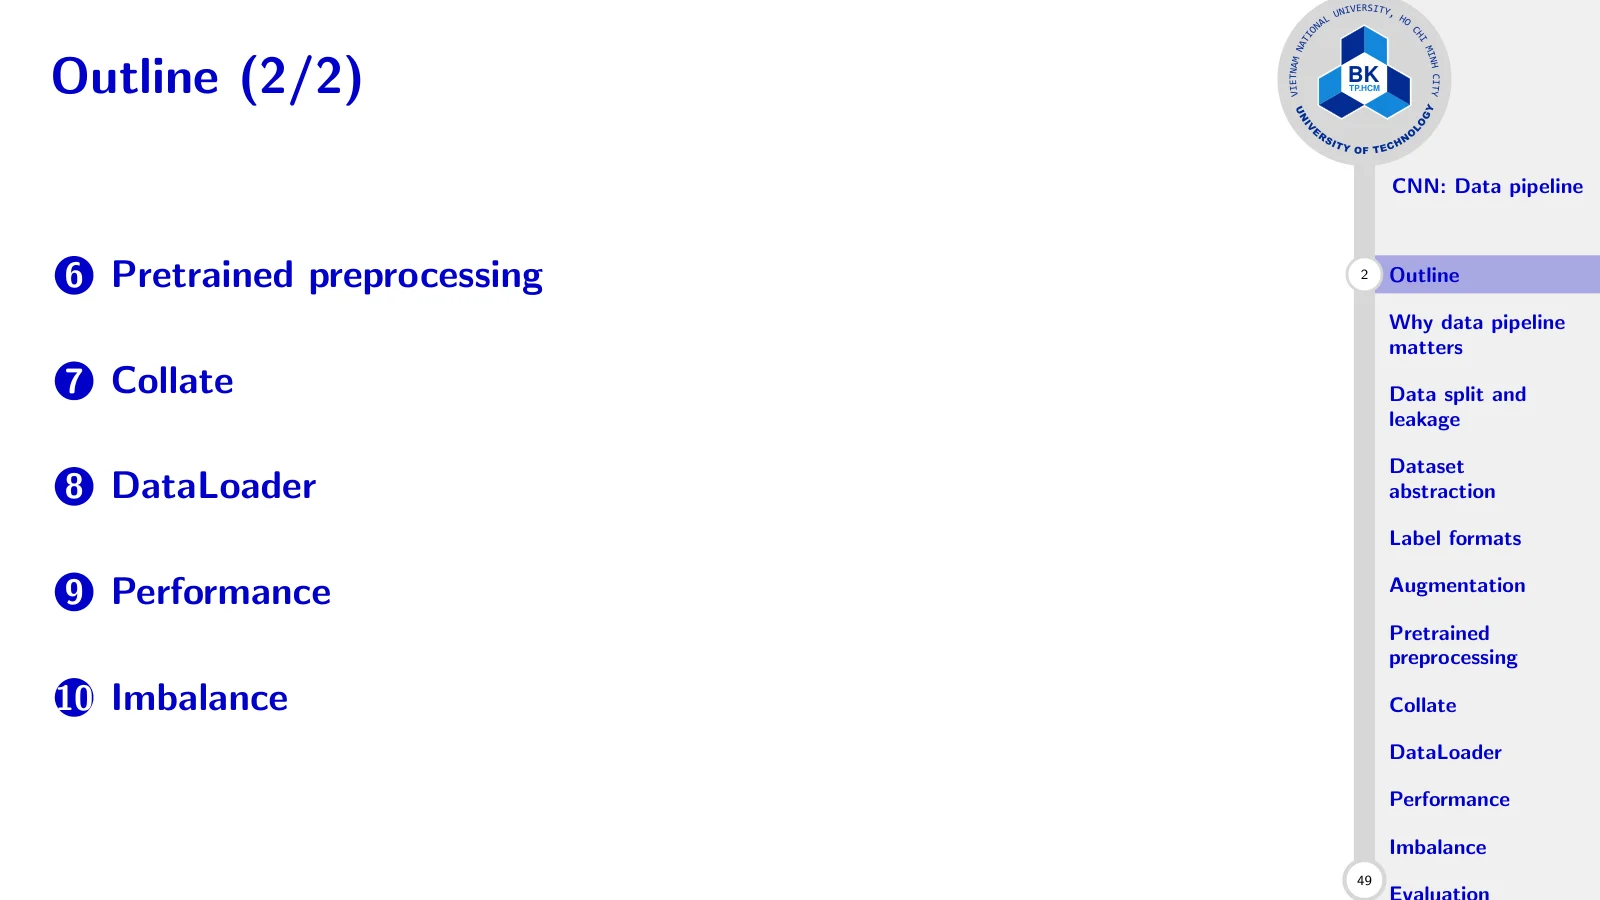 Outline (2/2)
6 Pretrained preprocessing
7 Collate
8 DataLoader
9 Performance
10 Imbalance
VIETNAM NATIONAL UNIVERSITY, HO CHI MINH CITY
BK
TP.HCM
UNIVERSITY OF TECHNOLOGY
CNN: Data pipeline
2
Outline
Why data pipeline
matters
Data split and
leakage
Dataset
abstraction
Label formats
Augmentation
Pretrained
preprocessing
Collate
DataLoader
Performance
Imbalance
49
Evaluation